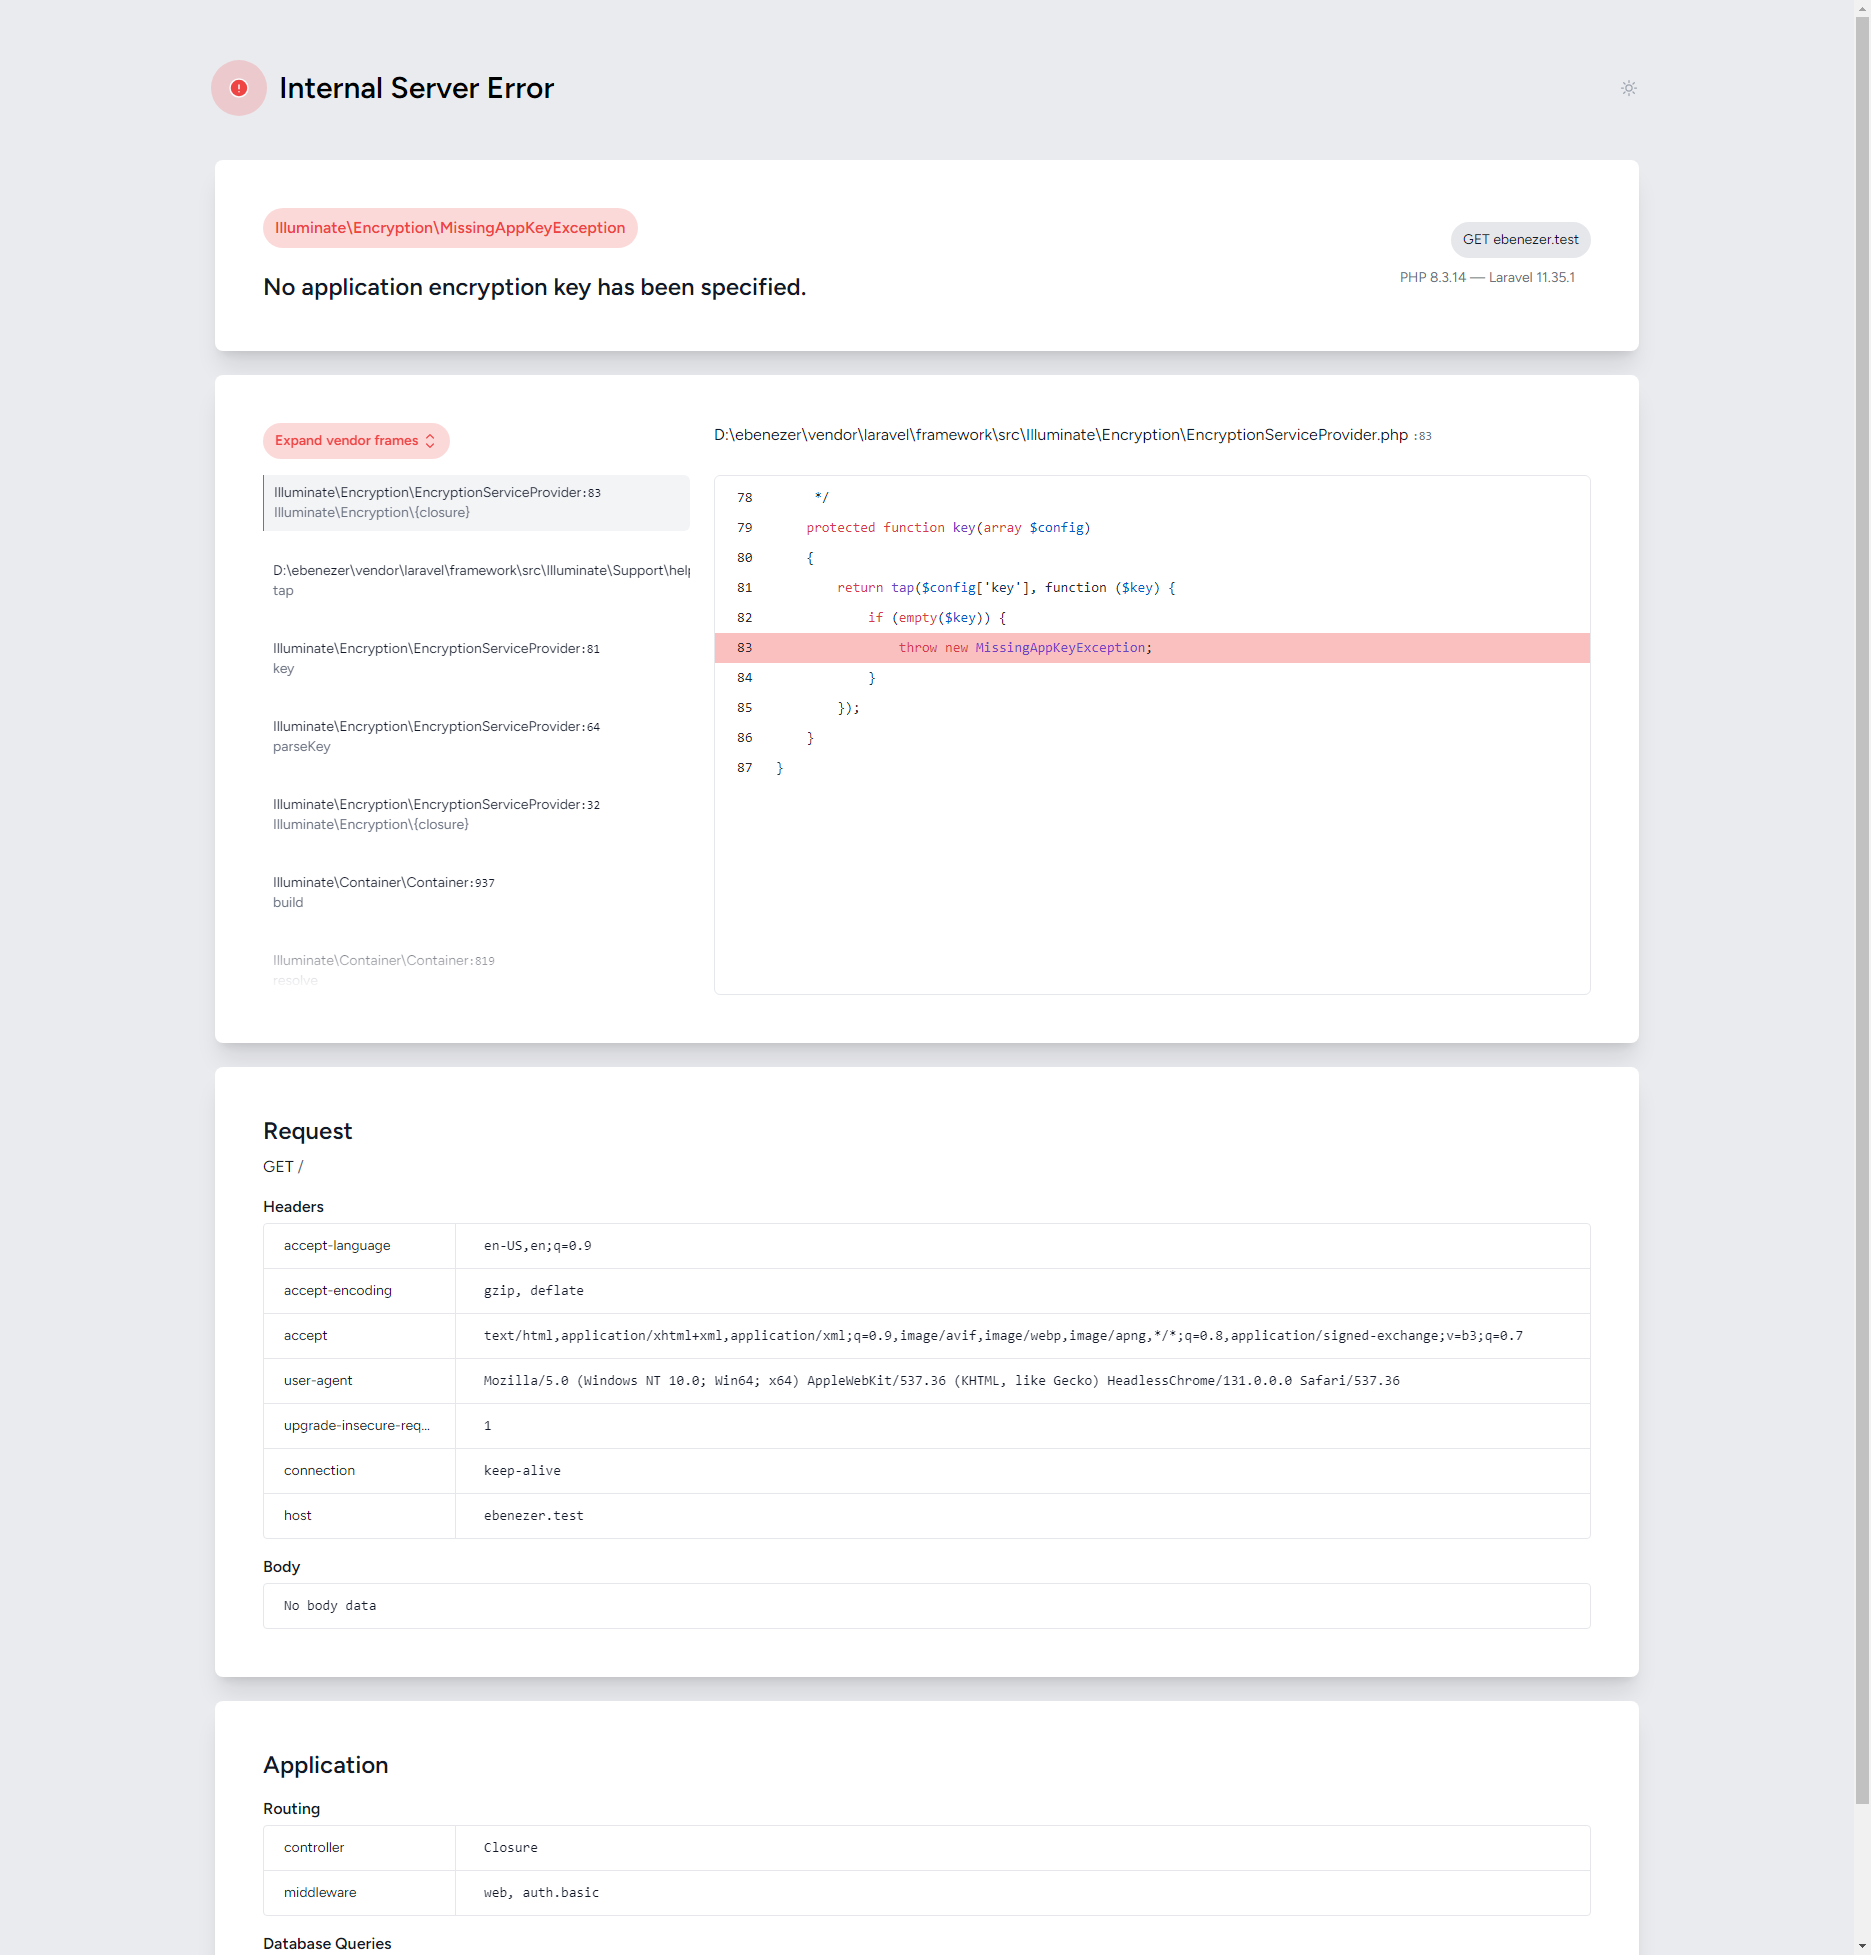 Internal Server Error
Illuminate\Encryption\MissingAppKeyException
GET ebenezer.test
No application encryption key has been specified.
PHP 8.3.14 — Laravel 11.35.1
Expand vendor frames
Illuminate\Encryption\EncryptionServiceProvider:83
Illuminate\Encryption\{closure}
D:\ebenezer\vendor\laravel\framework\src\Illuminate\Support\help
tap
Illuminate\Encryption\EncryptionServiceProvider:81
key
Illuminate\Encryption\EncryptionServiceProvider:64
parseKey
Illuminate\Encryption\EncryptionServiceProvider:32
Illuminate\Encryption\{closure}
Illuminate\Container\Container:937
build
Illuminate\Container\Container:819
resolve
D:\ebenezer\vendor\laravel\framework\src\Illuminate\Encryption\EncryptionServiceProvider.php :83
78 */
79 protected function key(array $config)
80 {
81 return tap($config['key'], function ($key) {
82 if (empty($key)) {
83 throw new MissingAppKeyException;
84 }
85 });
86 }
87 }
Request
GET /
Headers
accept-language en-US,en;q=0.9
accept-encoding gzip, deflate
accept text/html,application/xhtml+xml,application/xml;q=0.9,image/avif,image/webp,image/apng,*/*;q=0.8,application/signed-exchange;v=b3;q=0.7
user-agent Mozilla/5.0 (Windows NT 10.0; Win64; x64) AppleWebKit/537.36 (KHTML, like Gecko) HeadlessChrome/131.0.0.0 Safari/537.36
upgrade-insecure-req... 1
connection keep-alive
host ebenezer.test
Body
No body data
Application
Routing
controller Closure
middleware web, auth.basic
Database Queries